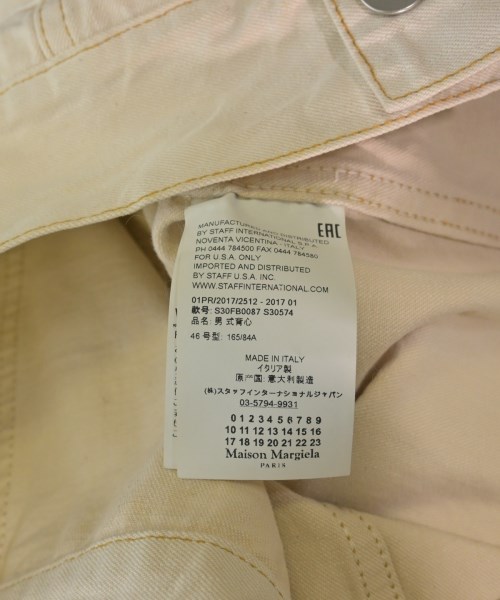 MANUFACTURED AND DISTRIBUTED
EAC
BY STAFF INTERNATIONAL S.P.A.
NOVENTA VICENTINA - ITALY
PH 0444 784500 FAX 0444 784580
FOR U.S.A. ONLY
IMPORTED AND DISTRIBUTED
BY STAFF U.S.A. INC.
WWW.STAFFINTERNATIONAL.COM
01PR/2017/2512 - 2017 01
款号: S30FB0087 S30574
品名: 男 式背心
46 号型: 165/84A
MADE IN ITALY
イタリア製
原产国: 意大利製造
(株)スタッフインターナショナルジャパン
03-5794-9931
0 1 2 3 4 5 6 7 8 9
10 11 12 13 14 15 16
17 18 19 20 21 22 23
Maison Margiela
PARIS